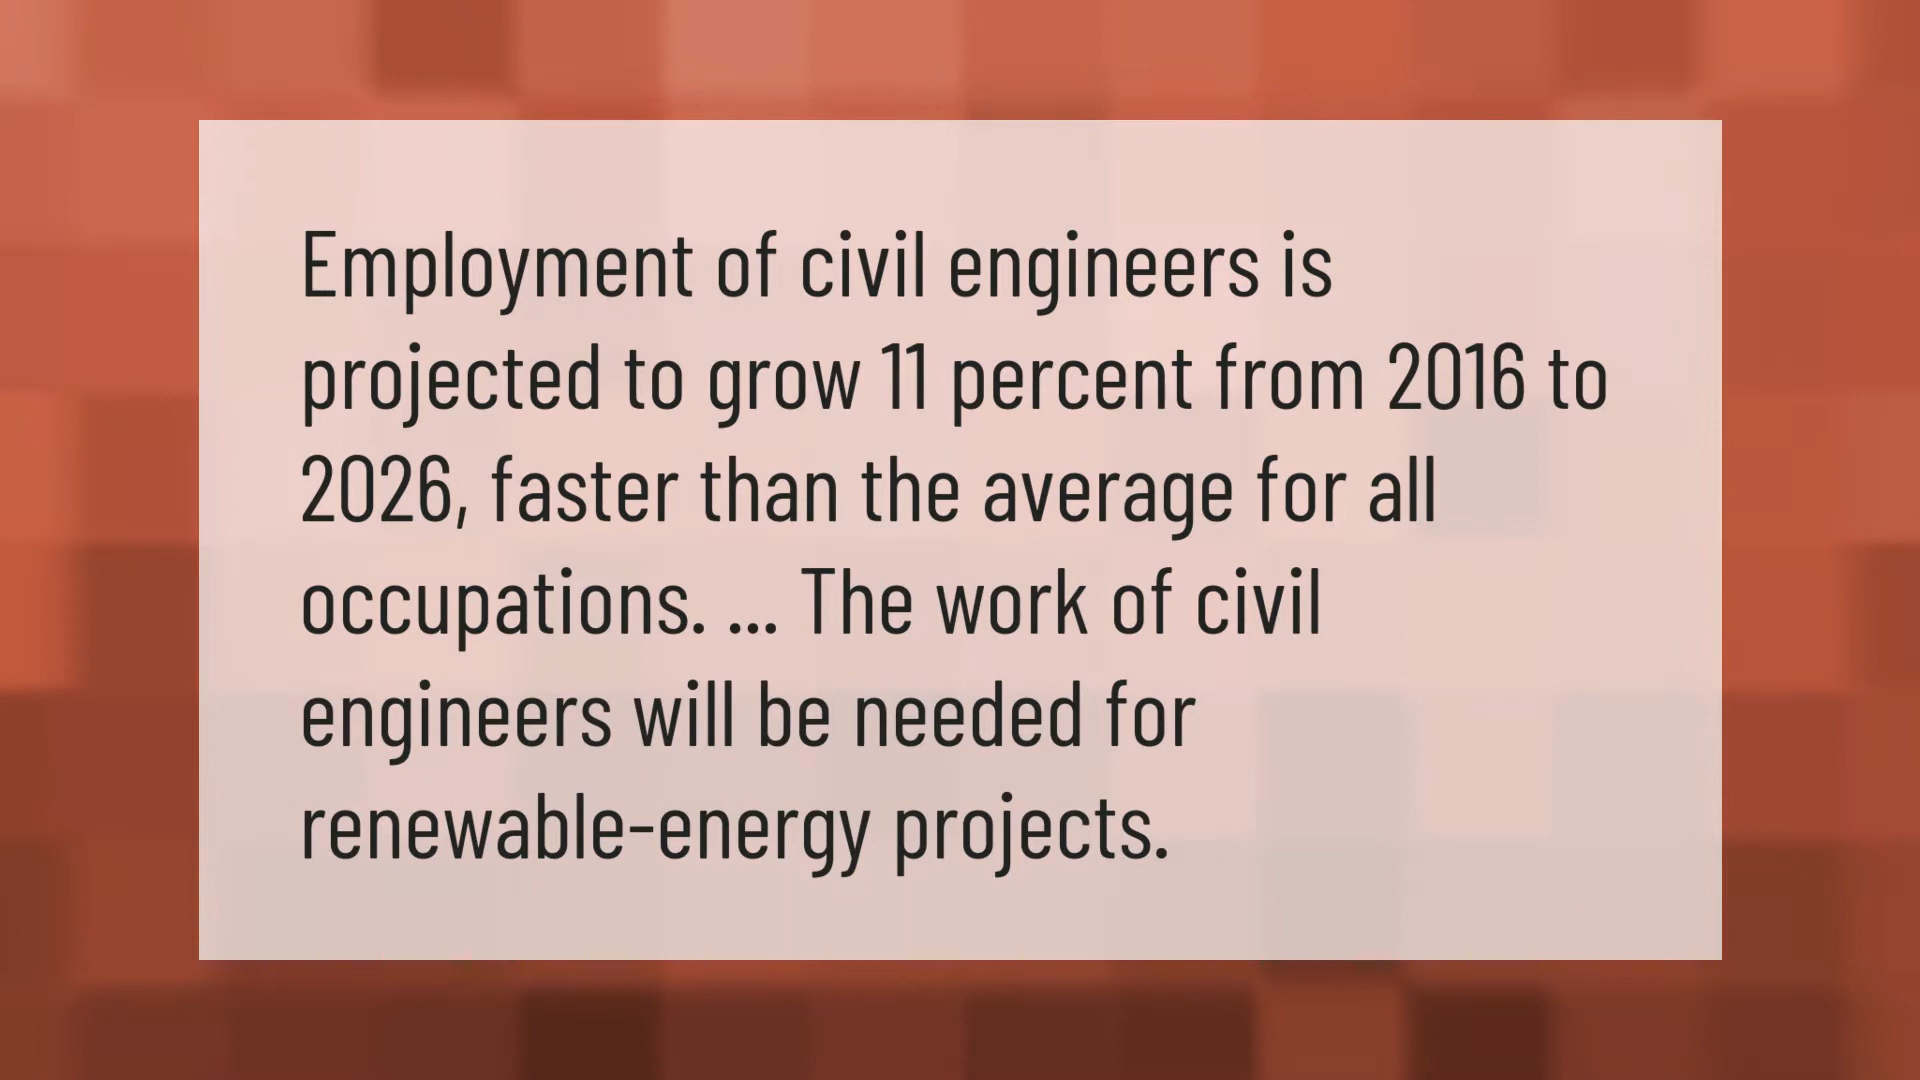 Employment of civil engineers is
projected to grow 11 percent from 2016 to
2026, faster than the average for all
occupations. ... The work of civil
engineers will be needed for
renewable-energy projects.